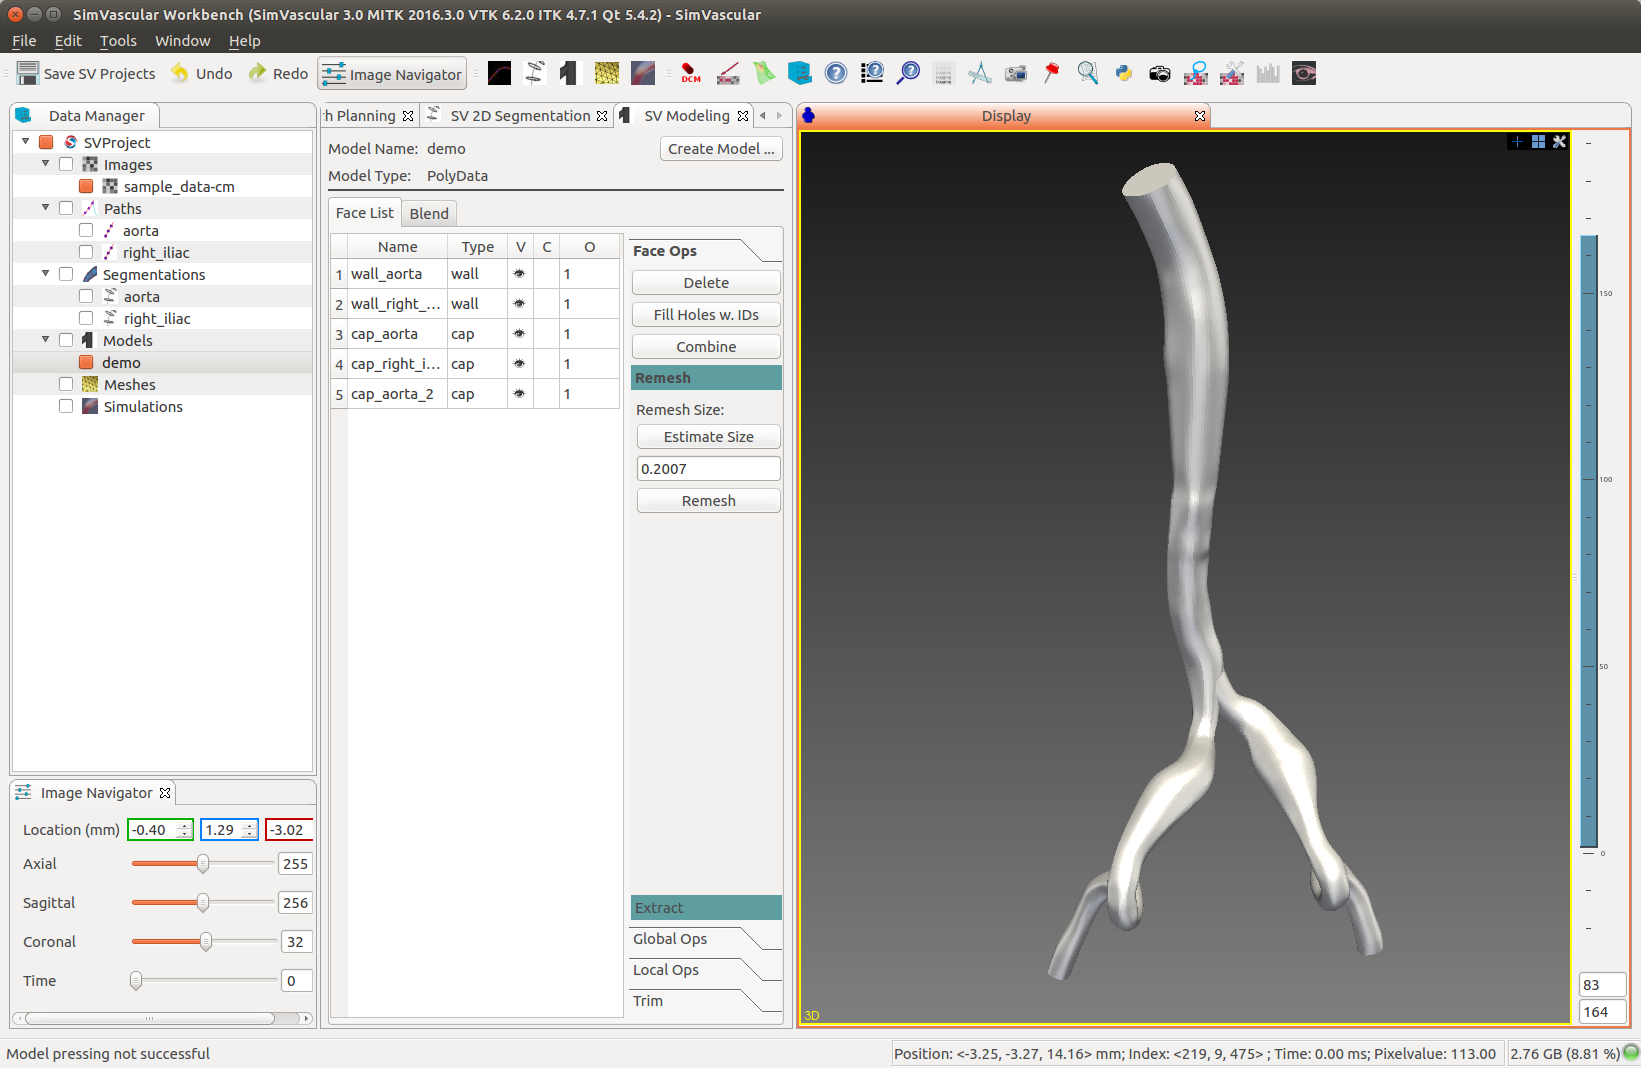 SimVascular Workbench (SimVascular 3.0 MITK 2016.3.0 VTK 6.2.0 ITK 4.7.1 Qt 5.4.2) - SimVascular
File Edit Tools Window Help
Save SV Projects Undo Redo Image Navigator DCM
Data Manager
SVProject
Images
sample_data-cm
Paths
aorta
right_iliac
Segmentations
aorta
right_iliac
Models
demo
Meshes
Simulations
Image Navigator
Location (mm) -0.40 1.29 -3.02
Axial 255
Sagittal 256
Coronal 32
Time 0
h Planning SV 2D Segmentation SV Modeling
Model Name: demo Create Model ...
Model Type: PolyData
Face List Blend
Name Type V C O
1 wall_aorta wall 1
2 wall_right_... wall 1
3 cap_aorta cap 1
4 cap_right_i... cap 1
5 cap_aorta_2 cap 1
Face Ops
Delete
Fill Holes w. IDs
Combine
Remesh
Remesh Size:
Estimate Size
0.2007
Remesh
Extract
Global Ops
Local Ops
Trim
Display
3D
150
100
50
0
83
164
Model pressing not successful
Position: <-3.25, -3.27, 14.16> mm; Index: <219, 9, 475> ; Time: 0.00 ms; Pixelvalue: 113.00
2.76 GB (8.81 %)